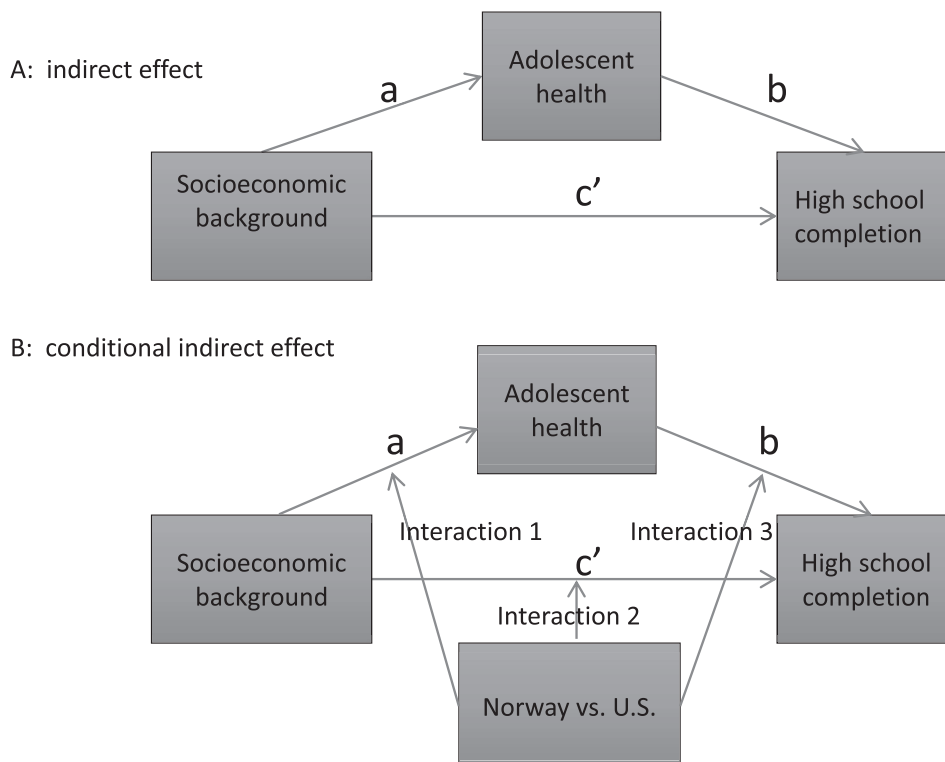 A: indirect effect
Adolescent
health
a
b
Socioeconomic
background
c’
High school
completion
B: conditional indirect effect
Adolescent
health
a
b
Interaction 1
Interaction 3
Socioeconomic
background
c’
High school
completion
Interaction 2
Norway vs. U.S.